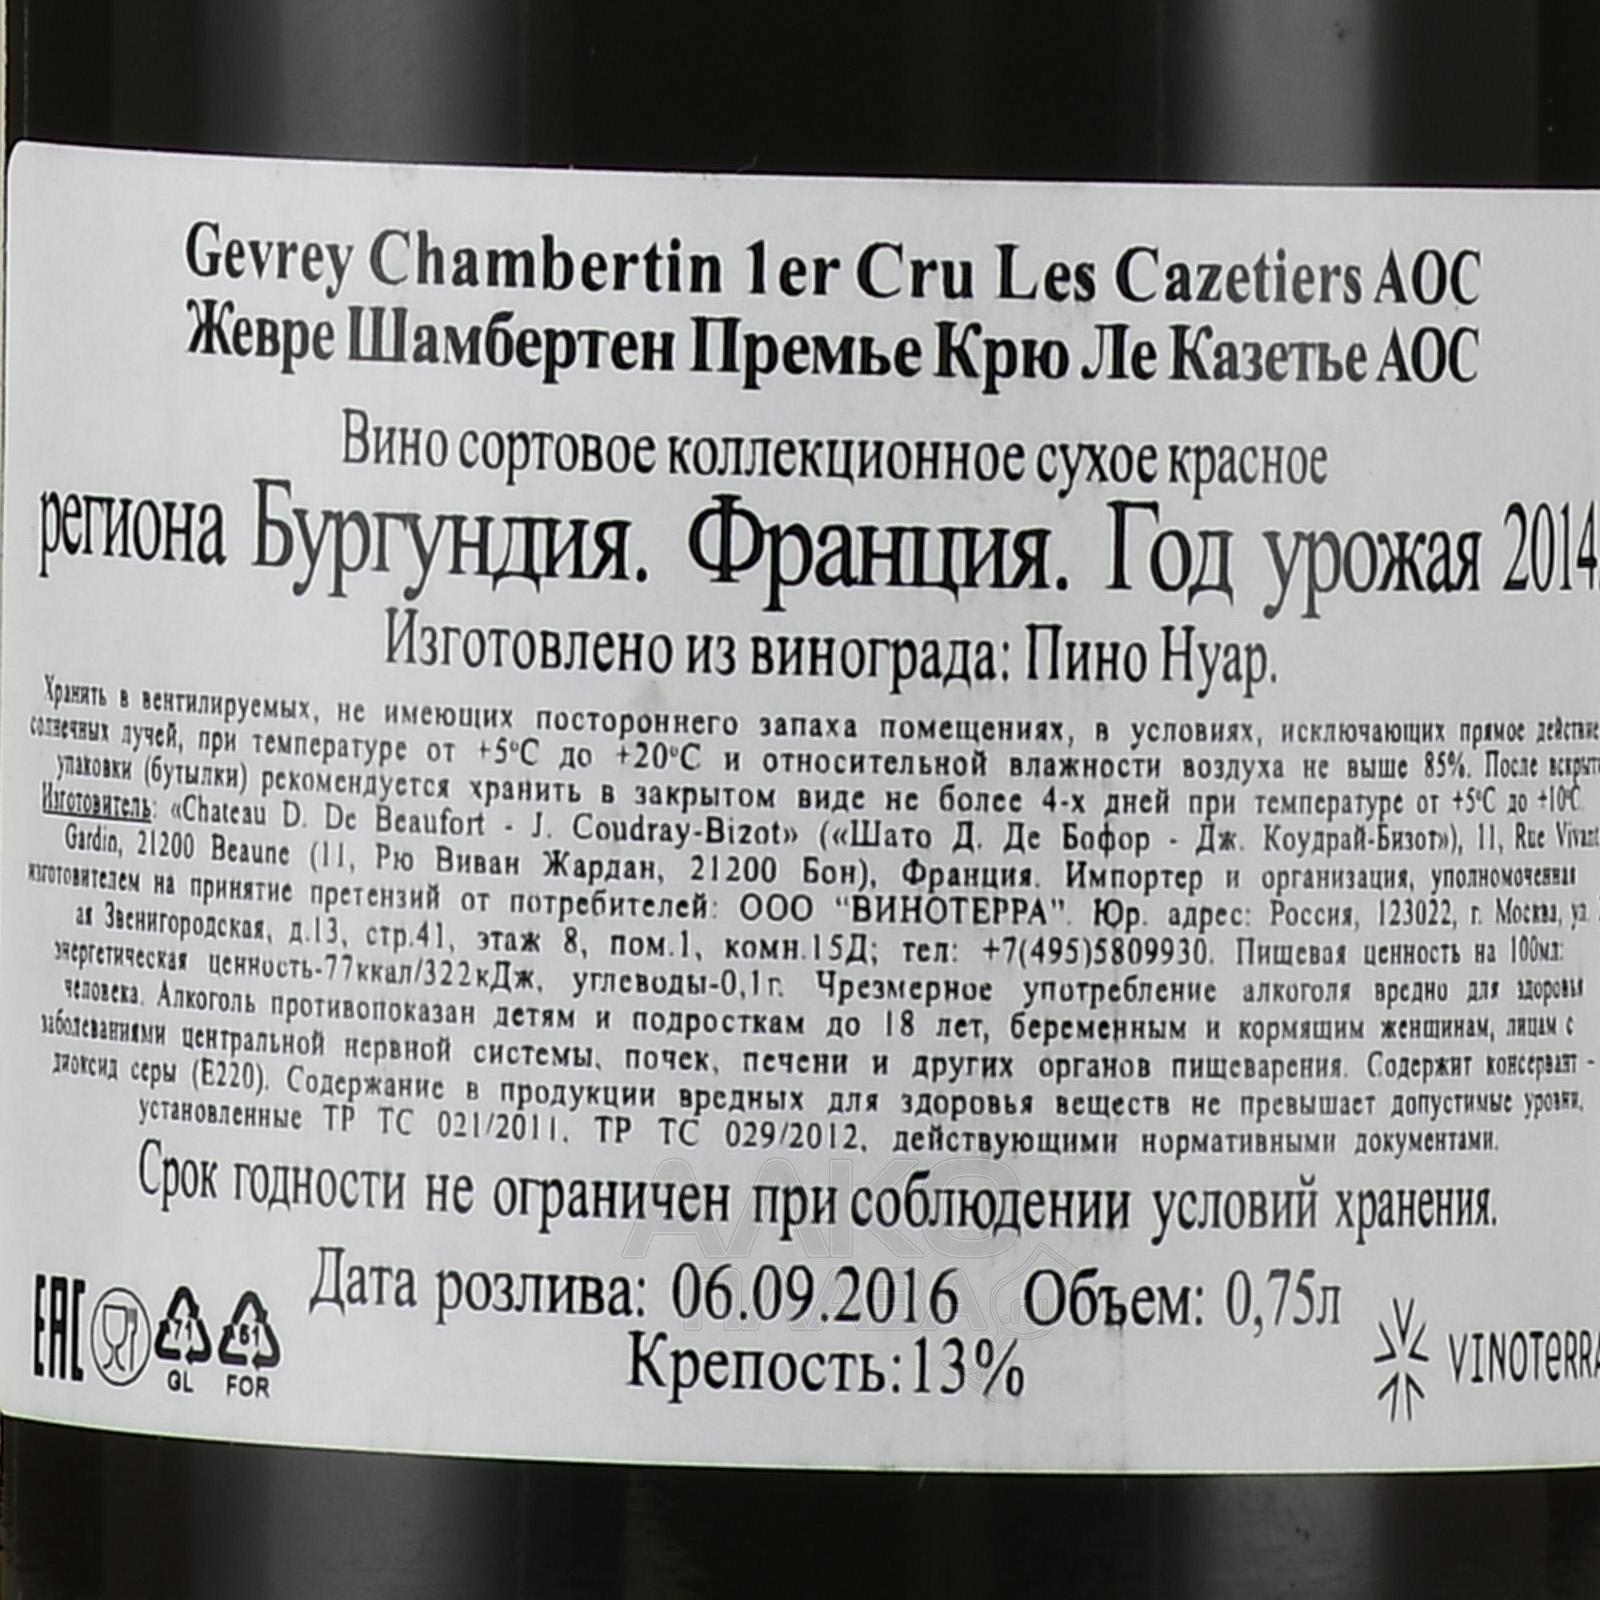 Gevrey Chambertin 1er Cru Les Cazetiers AOC
Жевре Шамбертен Премье Крю Ле Казетье АОС
Вино сортовое коллекционное сухое красное
региона Бургундия. Франция. Год урожая 2014.
Изготовлено из винограда: Пино Нуар.
Хранить в вентилируемых, не имеющих постороннего запаха помещениях, в условиях, исключающих прямое действие
солнечных лучей, при температуре от +5°С до +20°С и относительной влажности воздуха не выше 85%. После
упаковки (бутылки) рекомендуется хранить в закрытом виде не более 4-х дней при температуре от +5°С до +10°С.
Изготовитель: «Chateau D. De Beaufort - J. Coudray-Bizot» («Шато Д. Де Бофор - Дж. Коудрай-Бизот»), 11, Rue Vivant
Gardin, 21200 Beaune (11, Рю Виван Жардан, 21200 Бон), Франция. Импортер и организация, уполномоченная
изготовителем на принятие претензий от потребителей: ООО "ВИНОТЕРРА". Юр. адрес: Россия, 123022, г. Москва, ул.
ая Звенигородская, д.13, стр.41, этаж 8, пом.1, комн.15Д; тел: +7(495)5809930. Пищевая ценность на 100мл:
энергетическая ценность-77ккал/322кДж, углеводы-0,1г. Чрезмерное употребление алкоголя вредно для здоровья
человека. Алкоголь противопоказан детям и подросткам до 18 лет, беременным и кормящим женщинам, лицам с
заболеваниями центральной нервной системы, почек, печени и других органов пищеварения. Содержит консервант -
диоксид серы (Е220). Содержание в продукции вредных для здоровья веществ не превышает допустимые уровни,
установленные ТР ТС 021/2011, ТР ТС 029/2012, действующими нормативными документами.
Срок годности не ограничен при соблюдении условий хранения.
Дата розлива: 06.09.2016 Объем: 0,75л
Крепость:13%
EAC
71
GL
51
FOR
VINOTERRA
АЛКО
ПЛАЗА.ru